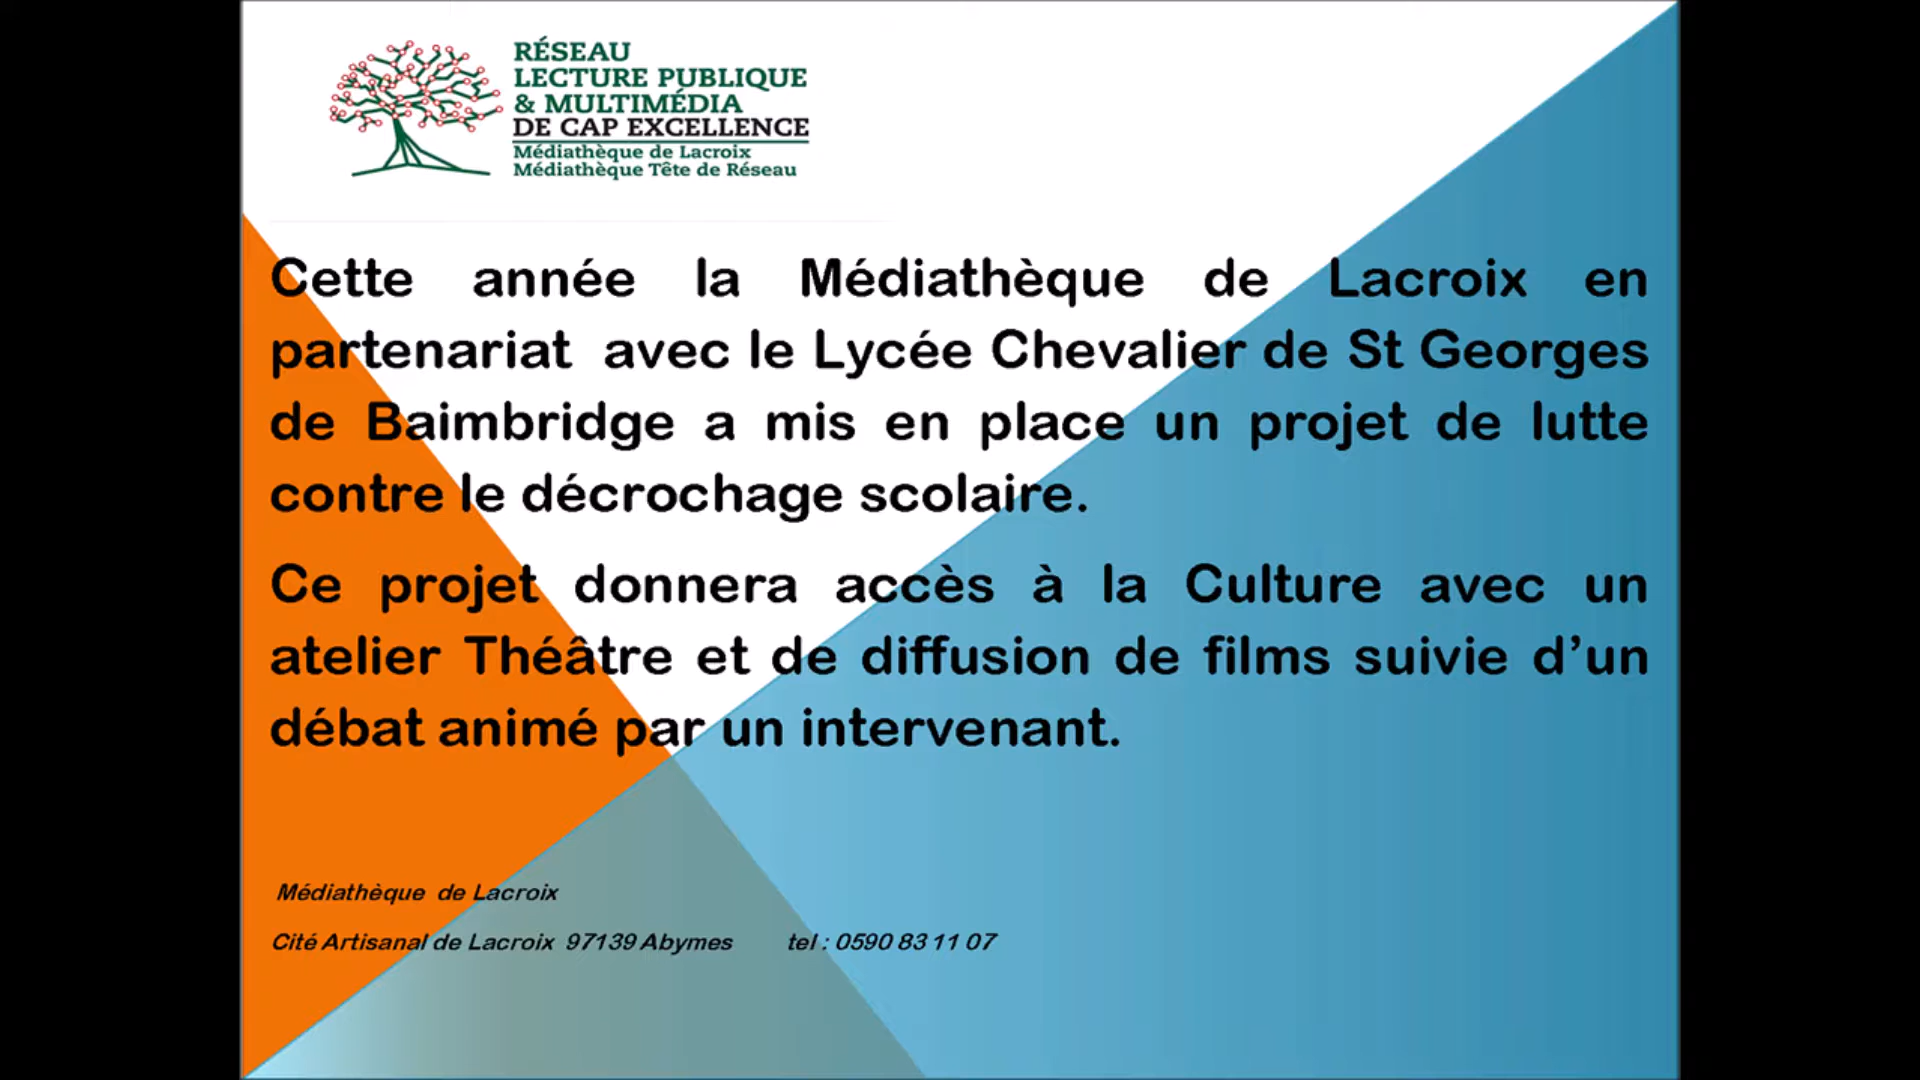 RÉSEAU
LECTURE PUBLIQUE
& MULTIMÉDIA
DE CAP EXCELLENCE
Médiathèque de Lacroix
Médiathèque Tête de Réseau
Cette année la Médiathèque de Lacroix en
partenariat avec le Lycée Chevalier de St Georges
de Baimbridge a mis en place un projet de lutte
contre le décrochage scolaire.
Ce projet donnera accès à la Culture avec un
atelier Théâtre et de diffusion de films suivie d’un
débat animé par un intervenant.
Médiathèque de Lacroix
Cité Artisanal de Lacroix 97139 Abymes tel : 0590 83 11 07